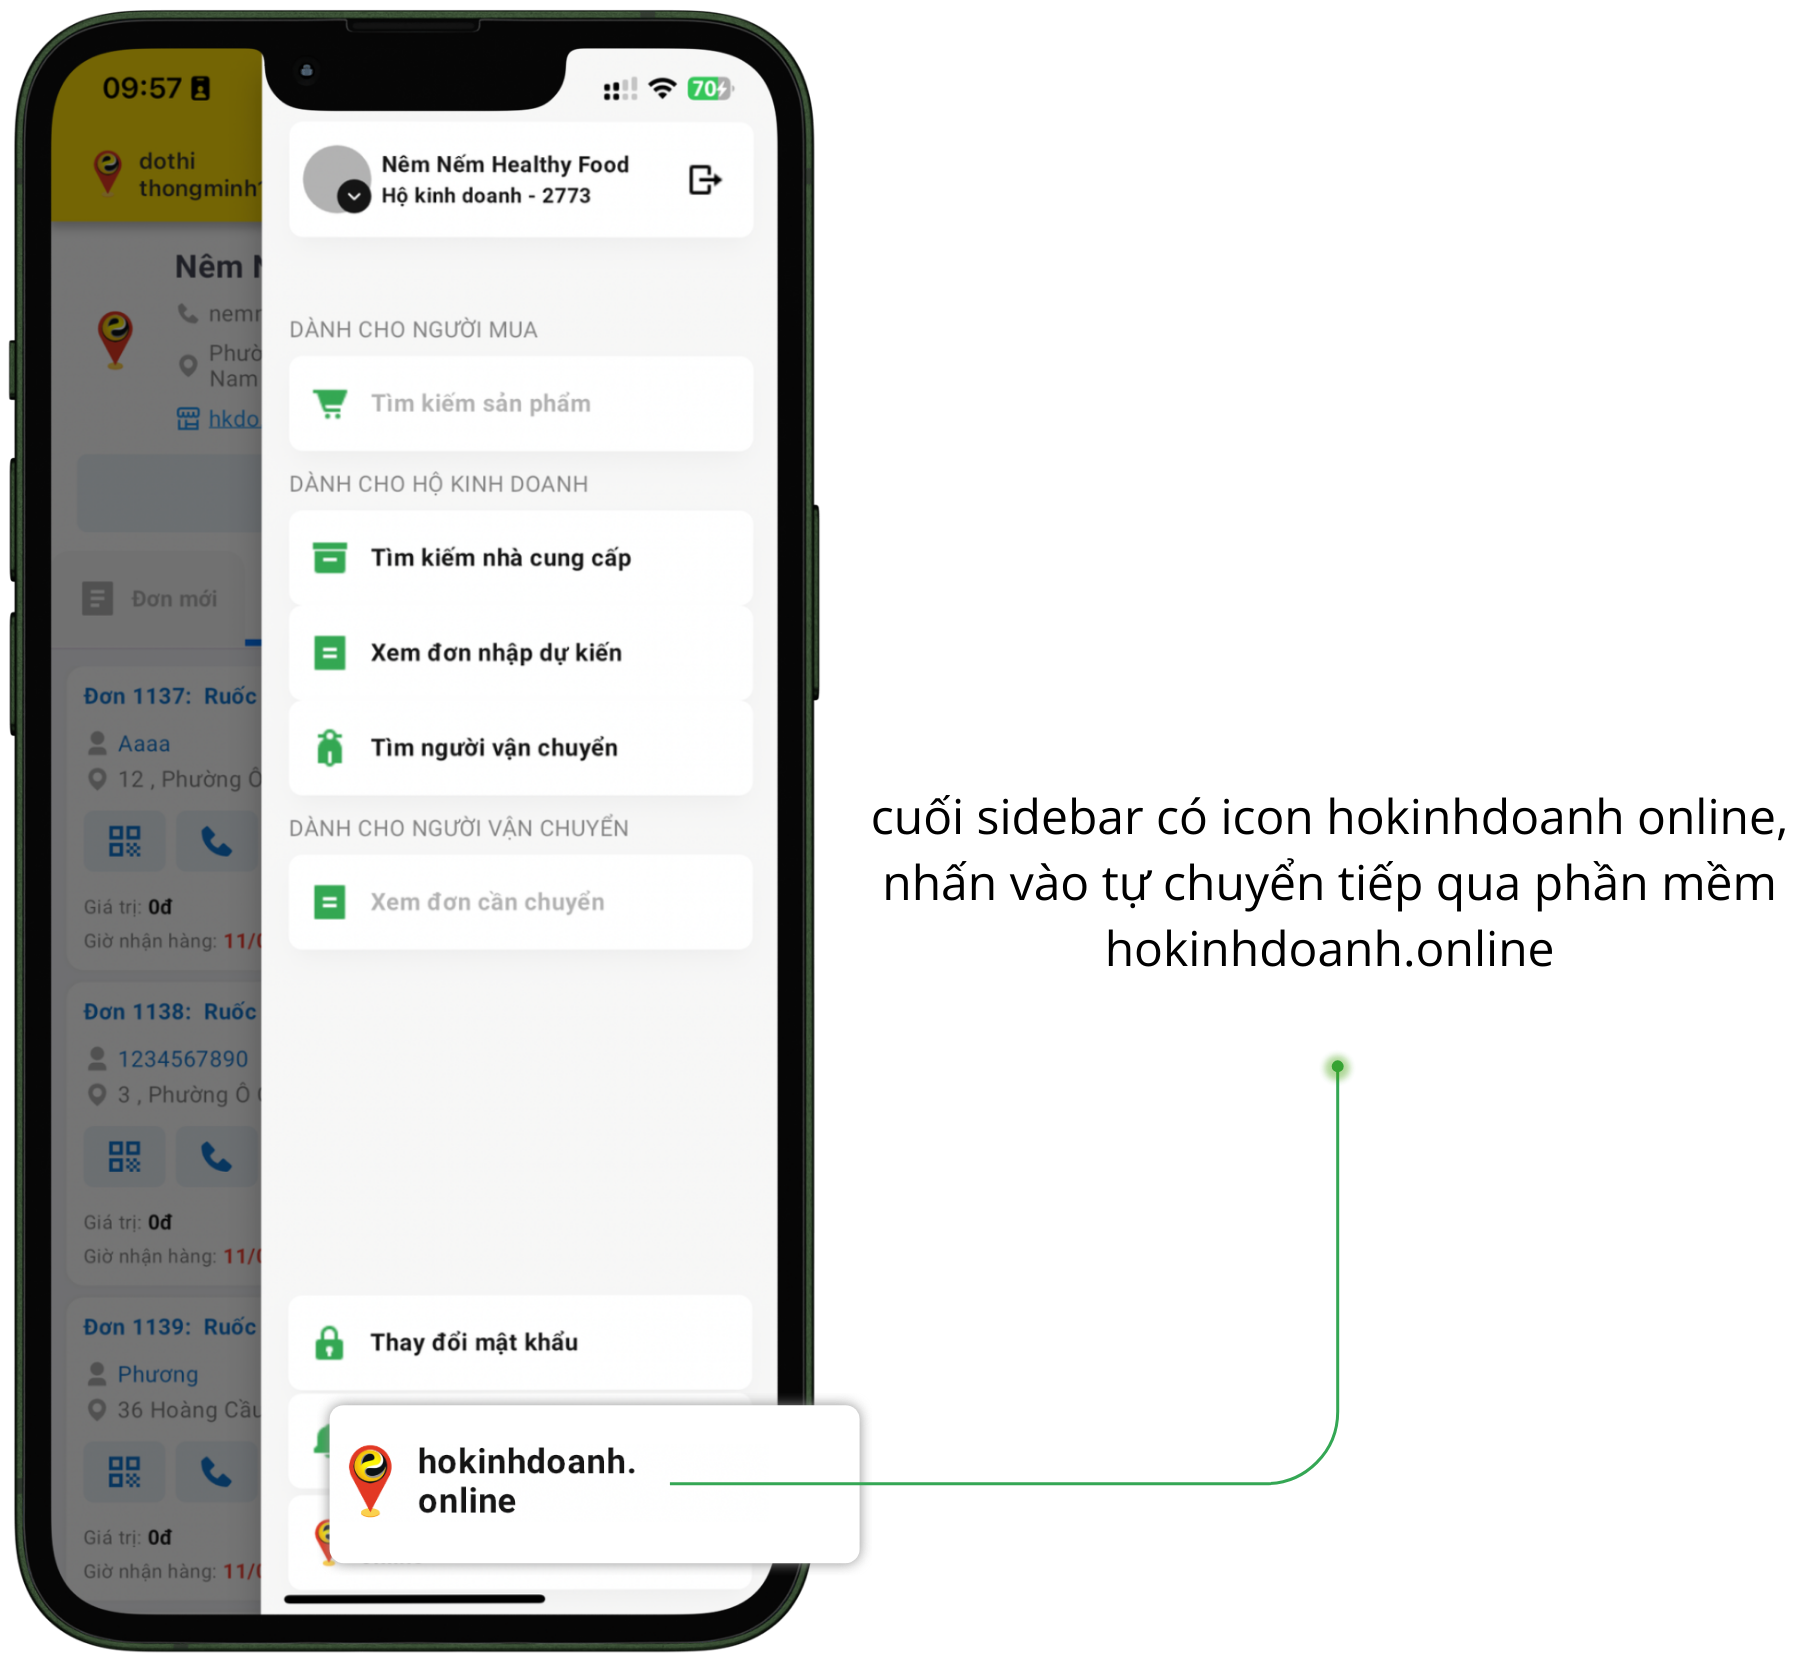 09:57
70
dothi
thongminh
Nêm Nếm Healthy Food
Hộ kinh doanh - 2773
Nêm
DÀNH CHO NGƯỜI MUA
Tìm kiếm sản phẩm
Nam
hkdo
DÀNH CHO HỘ KINH DOANH
Tìm kiếm nhà cung cấp
Xem đơn nhập dự kiến
Tìm người vận chuyển
DÀNH CHO NGƯỜI VẬN CHUYỂN
Xem đơn cần chuyển
Đơn mới
Đơn 1137: Ruốc
Aaaa
12 , Phường Ô
Giá trị: 0đ
Giờ nhận hàng: 11/
Đơn 1138: Ruốc
1234567890
3 , Phường Ô
Giá trị: 0đ
Giờ nhận hàng: 11/
Đơn 1139: Ruốc
Phương
36 Hoàng Cầu
Giá trị: 0đ
Giờ nhận hàng: 11/
Thay đổi mật khẩu
hokinhdoanh.
online
cuối sidebar có icon hokinhdoanh online,
nhấn vào tự chuyển tiếp qua phần mềm
hokinhdoanh.online